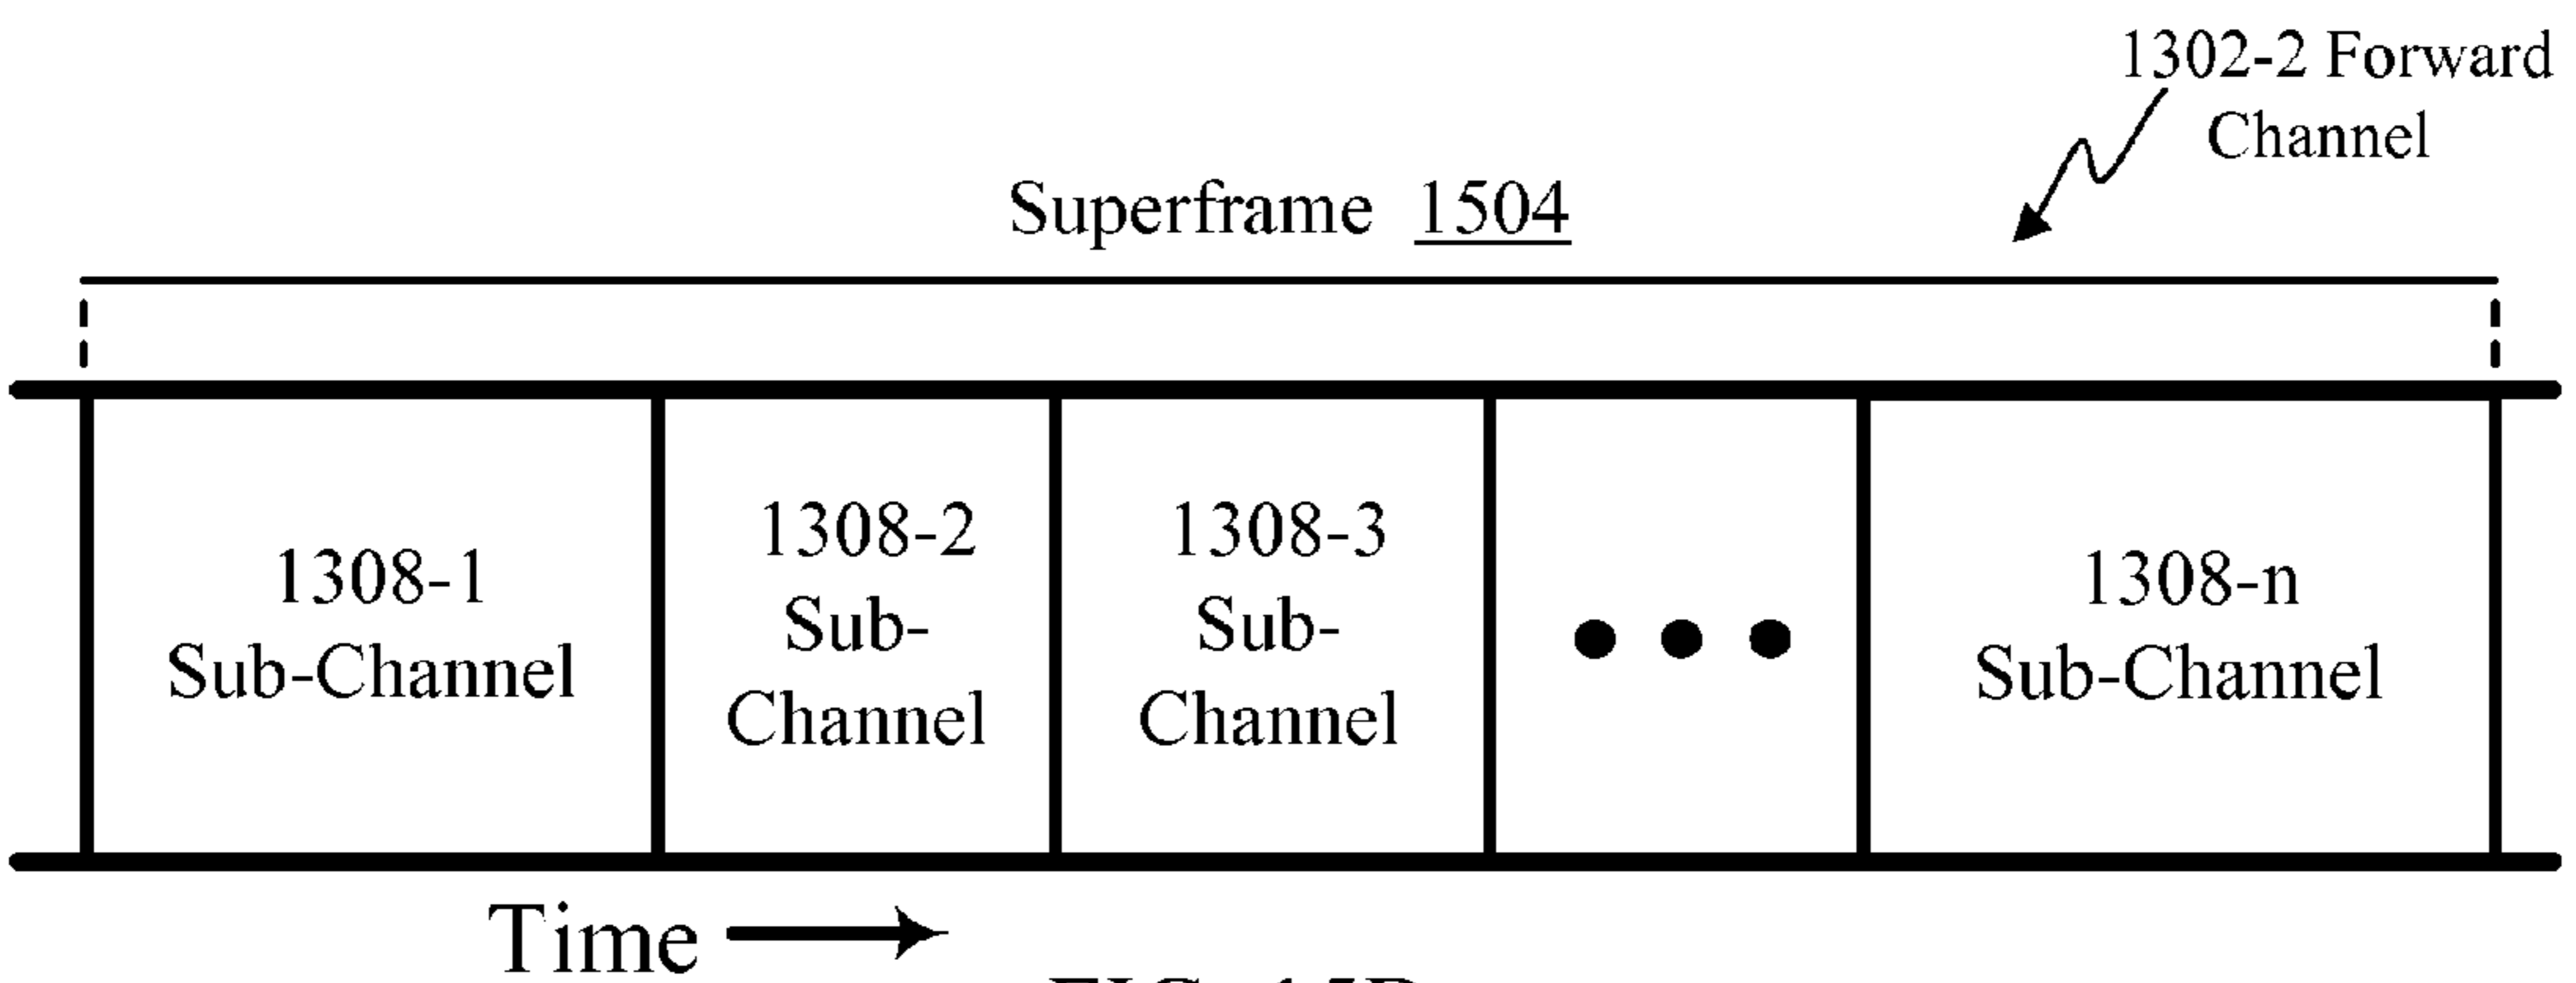 1302-2 Forward
Channel
Superframe 1504
1308-1
Sub-Channel
1308-2
Sub-
Channel
1308-3
Sub-
Channel
1308-n
Sub-Channel
Time